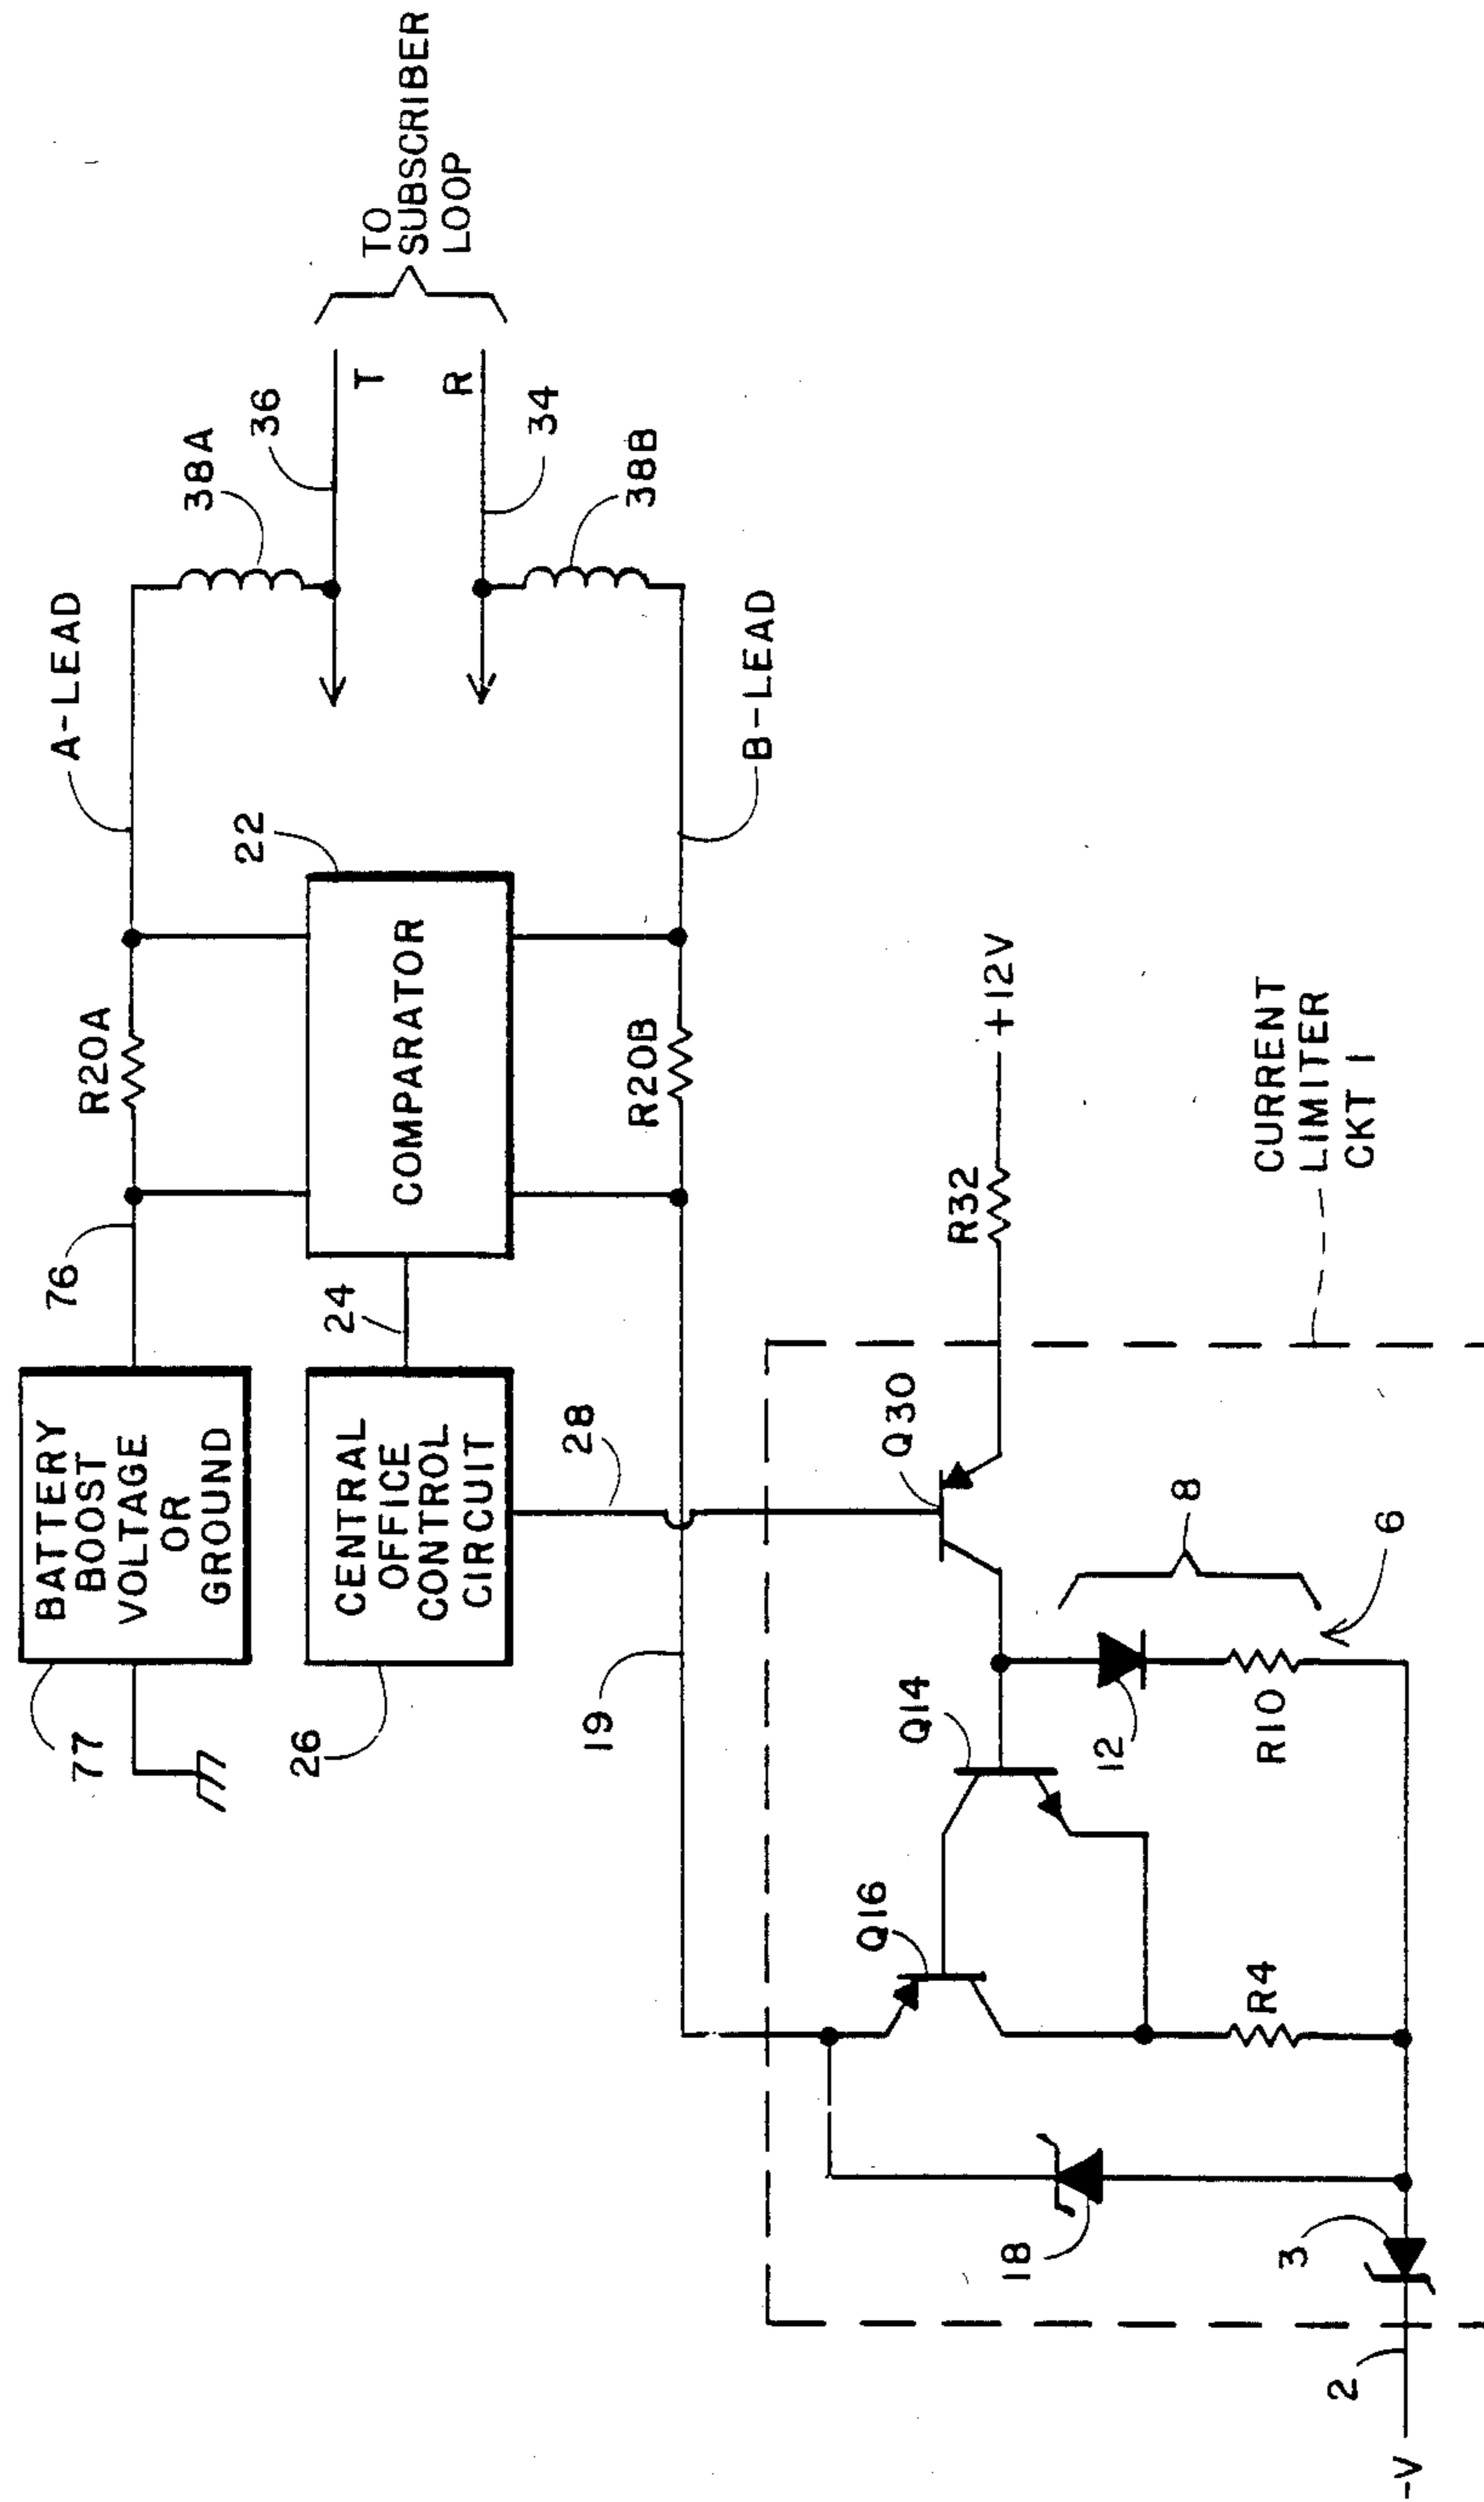 77
BATTERY
BOOST
VOLTAGE
OR
GROUND
76
R20A
A-LEAD
38A
36
T
TO
SUBSCRIBER
LOOP
R
34
38B
B-LEAD
26
CENTRAL
OFFICE
CONTROL
CIRCUIT
24
COMPARATOR
22
R20B
28
19
Q16
Q14
Q30
R32
+12V
18
12
8
R4
R10
6
3
2
-V
CURRENT
LIMITER
CKT 1